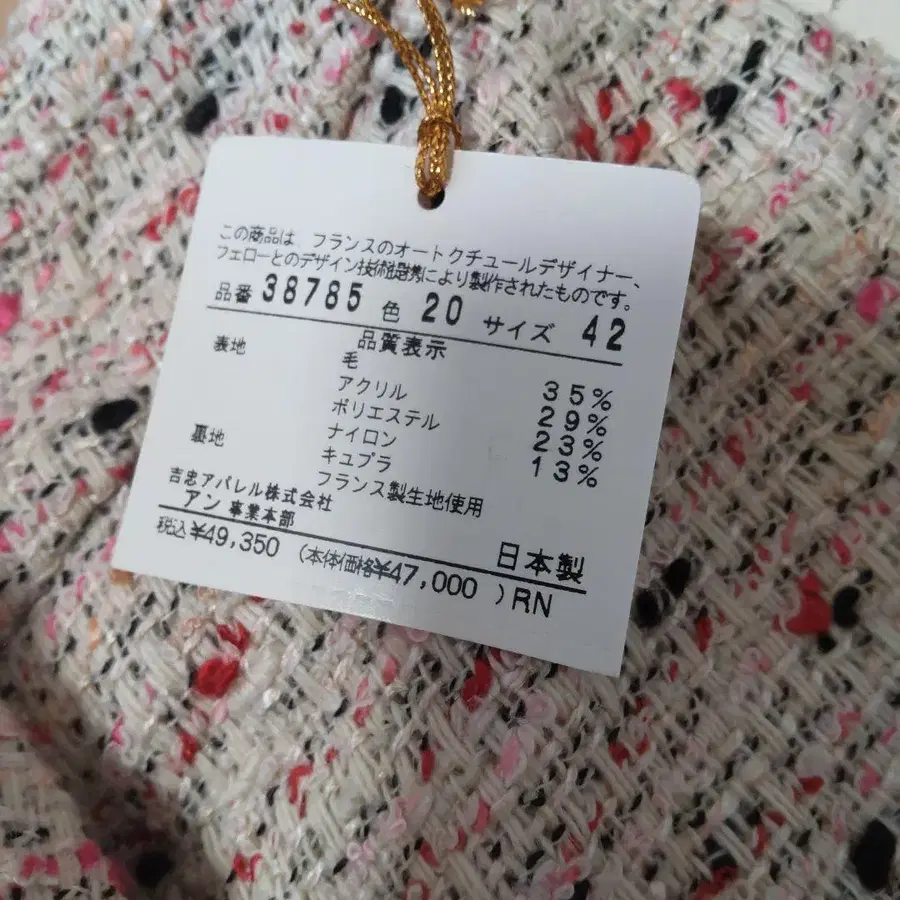 この商品は、フランスのオートクチュールデザイナー、
フェローとのデザイン技術提携により製作されたものです。
品番 38785 色 20 サイズ 42
品質表示
表地 毛 35%
アクリル 29%
ポリエステル 23%
ナイロン 13%
裏地 キュプラ
フランス製生地使用
吉忠アパレル株式会社
アン 事業本部
日本製
税込¥49,350 (本体価格¥47,000 ) RN